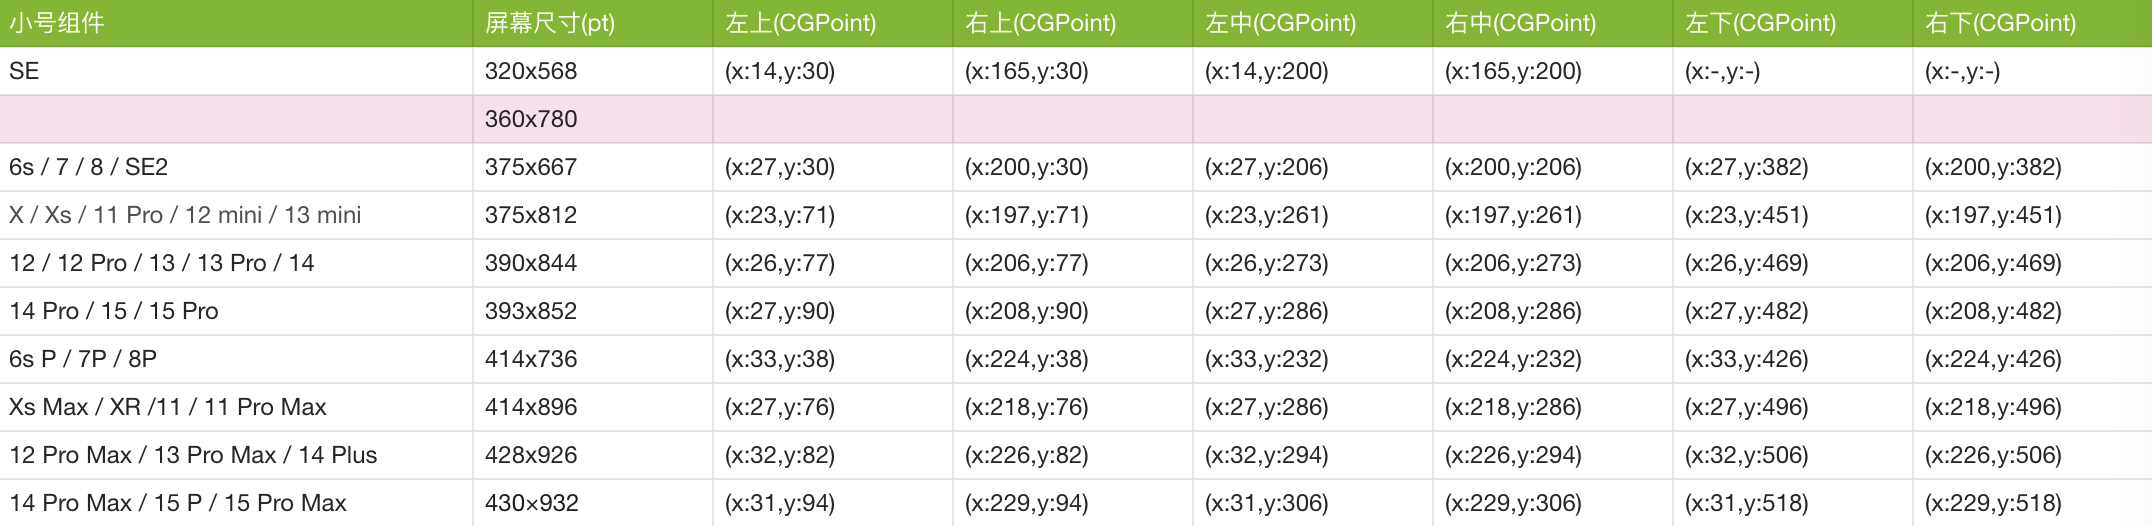 小号组件 屏幕尺寸(pt) 左上(CGPoint) 右上(CGPoint) 左中(CGPoint) 右中(CGPoint) 左下(CGPoint) 右下(CGPoint)
SE 320x568 (x:14,y:30) (x:165,y:30) (x:14,y:200) (x:165,y:200) (x:-,y:-) (x:-,y:-)
360x780
6s / 7 / 8 / SE2 375x667 (x:27,y:30) (x:200,y:30) (x:27,y:206) (x:200,y:206) (x:27,y:382) (x:200,y:382)
X / Xs / 11 Pro / 12 mini / 13 mini 375x812 (x:23,y:71) (x:197,y:71) (x:23,y:261) (x:197,y:261) (x:23,y:451) (x:197,y:451)
12 / 12 Pro / 13 / 13 Pro / 14 390x844 (x:26,y:77) (x:206,y:77) (x:26,y:273) (x:206,y:273) (x:26,y:469) (x:206,y:469)
14 Pro / 15 / 15 Pro 393x852 (x:27,y:90) (x:208,y:90) (x:27,y:286) (x:208,y:286) (x:27,y:482) (x:208,y:482)
6s P / 7P / 8P 414x736 (x:33,y:38) (x:224,y:38) (x:33,y:232) (x:224,y:232) (x:33,y:426) (x:224,y:426)
Xs Max / XR /11 / 11 Pro Max 414x896 (x:27,y:76) (x:218,y:76) (x:27,y:286) (x:218,y:286) (x:27,y:496) (x:218,y:496)
12 Pro Max / 13 Pro Max / 14 Plus 428x926 (x:32,y:82) (x:226,y:82) (x:32,y:294) (x:226,y:294) (x:32,y:506) (x:226,y:506)
14 Pro Max / 15 P / 15 Pro Max 430×932 (x:31,y:94) (x:229,y:94) (x:31,y:306) (x:229,y:306) (x:31,y:518) (x:229,y:518)